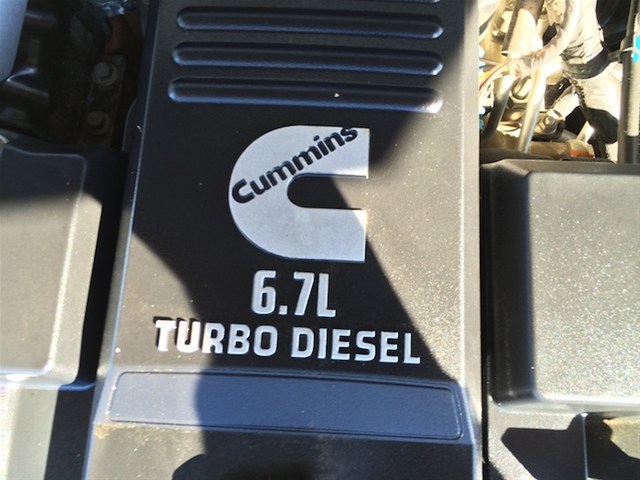 Cummins
6.7L
TURBO DIESEL